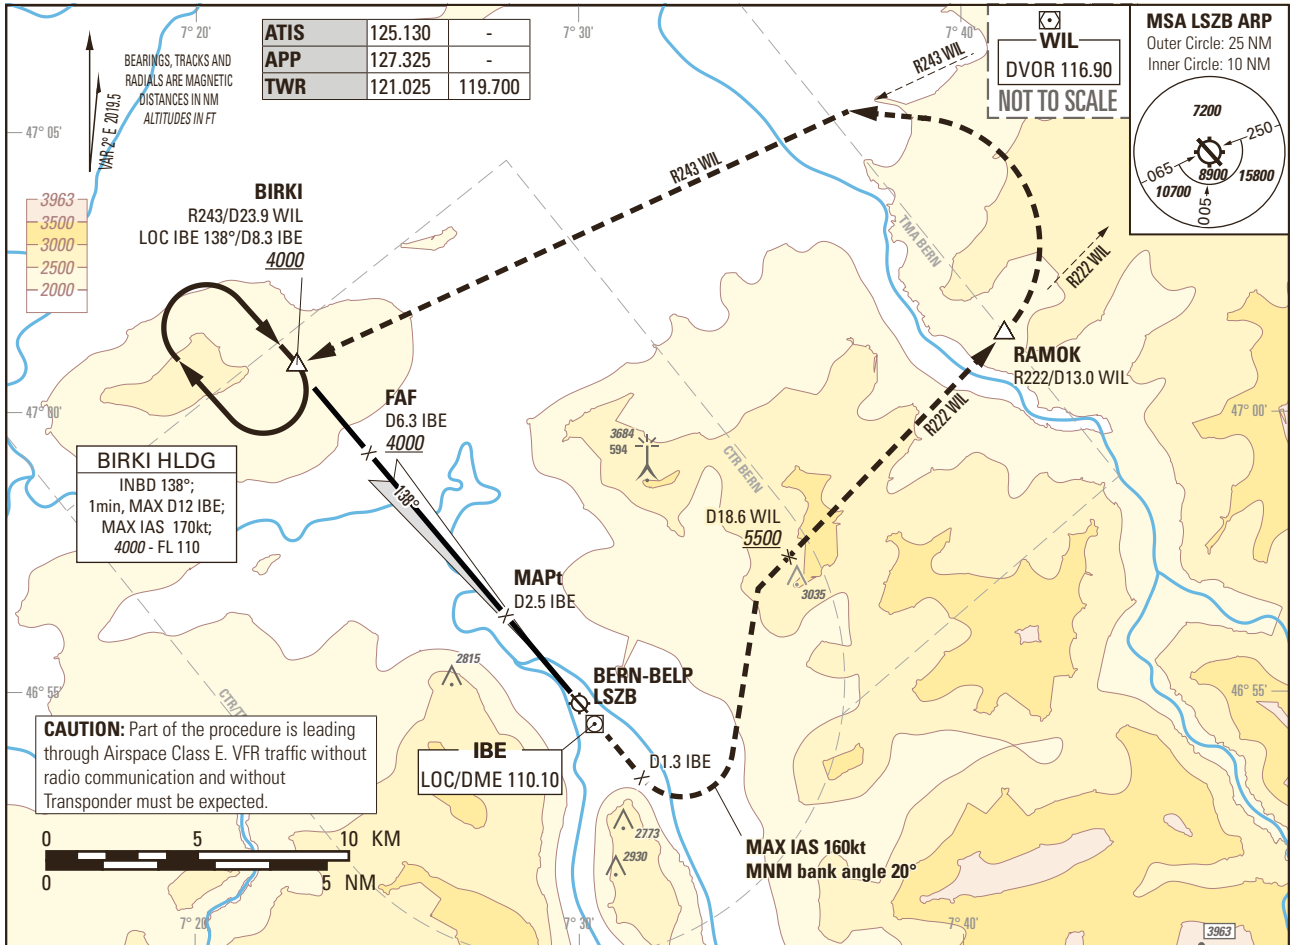 7° 20'
7° 30'
7° 40'
ATIS 125.130 -
APP 127.325 -
TWR 121.025 119.700
BEARINGS, TRACKS AND
RADIALS ARE MAGNETIC
DISTANCES IN NM
ALTITUDES IN FT
VAR 2° E 2019.5
WIL
DVOR 116.90
NOT TO SCALE
MSA LSZB ARP
Outer Circle: 25 NM
Inner Circle: 10 NM
7200
250
065
8900
10700
15800
005
47° 05'
3963
3500
3000
2500
2000
BIRKI
R243/D23.9 WIL
LOC IBE 138°/D8.3 IBE
4000
R243 WIL
R243 WIL
TMA BERN
R222 WIL
RAMOK
R222/D13.0 WIL
R222 WIL
47° 00'
47° 00'
FAF
D6.3 IBE
4000
138°
3684
594
CTR BERN
D18.6 WIL
5500
3035
BIRKI HLDG
INBD 138°;
1min, MAX D12 IBE;
MAX IAS 170kt;
4000 - FL 110
MAPt
D2.5 IBE
2815
BERN-BELP
LSZB
46° 55'
46° 55'
CTR/T
CAUTION: Part of the procedure is leading
through Airspace Class E. VFR traffic without
radio communication and without
Transponder must be expected.
IBE
LOC/DME 110.10
D1.3 IBE
2773
2930
MAX IAS 160kt
MNM bank angle 20°
0 5 10 KM
0 5 NM
7° 20'
7° 30'
7° 40'
3963